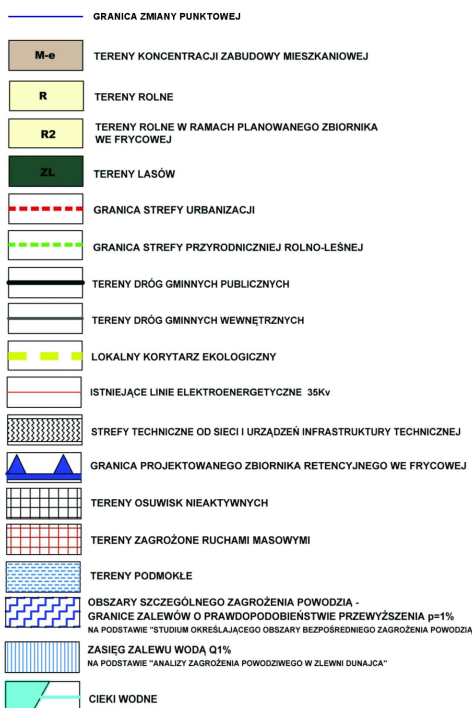 GRANICA ZMIANY PUNKTOWEJ
M-e TERENY KONCENTRACJI ZABUDOWY MIESZKANIOWEJ
R TERENY ROLNE
R2 TERENY ROLNE W RAMACH PLANOWANEGO ZBIORNIKA
WE FRYCOWEJ
ZL TERENY LASÓW
GRANICA STREFY URBANIZACJI
GRANICA STREFY PRZYRODNICZIEJ ROLNO-LEŚNEJ
TERENY DRÓG GMINNYCH PUBLICZNYCH
TERENY DRÓG GMINNYCH WEWNĘTRZNYCH
LOKALNY KORYTARZ EKOLOGICZNY
ISTNIEJĄCE LINIE ELEKTROENERGETYCZNE 35Kv
STREFY TECHNICZNE OD SIECI I URZĄDZEŃ INFRASTRUKTURY TECHNICZNEJ
GRANICA PROJEKTOWANEGO ZBIORNIKA RETENCYJNEGO WE FRYCOWEJ
TERENY OSUWISK NIEAKTYWNYCH
TERENY ZAGROŻONE RUCHAMI MASOWYMI
TERENY PODMOKŁE
OBSZARY SZCZEGÓLNEGO ZAGROŻENIA POWODZIĄ -
GRANICE ZALEWÓW O PRAWDOPODOBIEŃSTWIE PRZEWYŻSZENIA p=1%
NA PODSTAWIE "STUDIUM OKREŚLAJĄCEGO OBSZARY BEZPOŚREDNIEGO ZAGROŻENIA POWODZIĄ
ZASIĘG ZALEWU WODĄ Q1%
NA PODSTAWIE "ANALIZY ZAGROŻENIA POWODZIWEGO W ZLEWNI DUNAJCA"
CIEKI WODNE